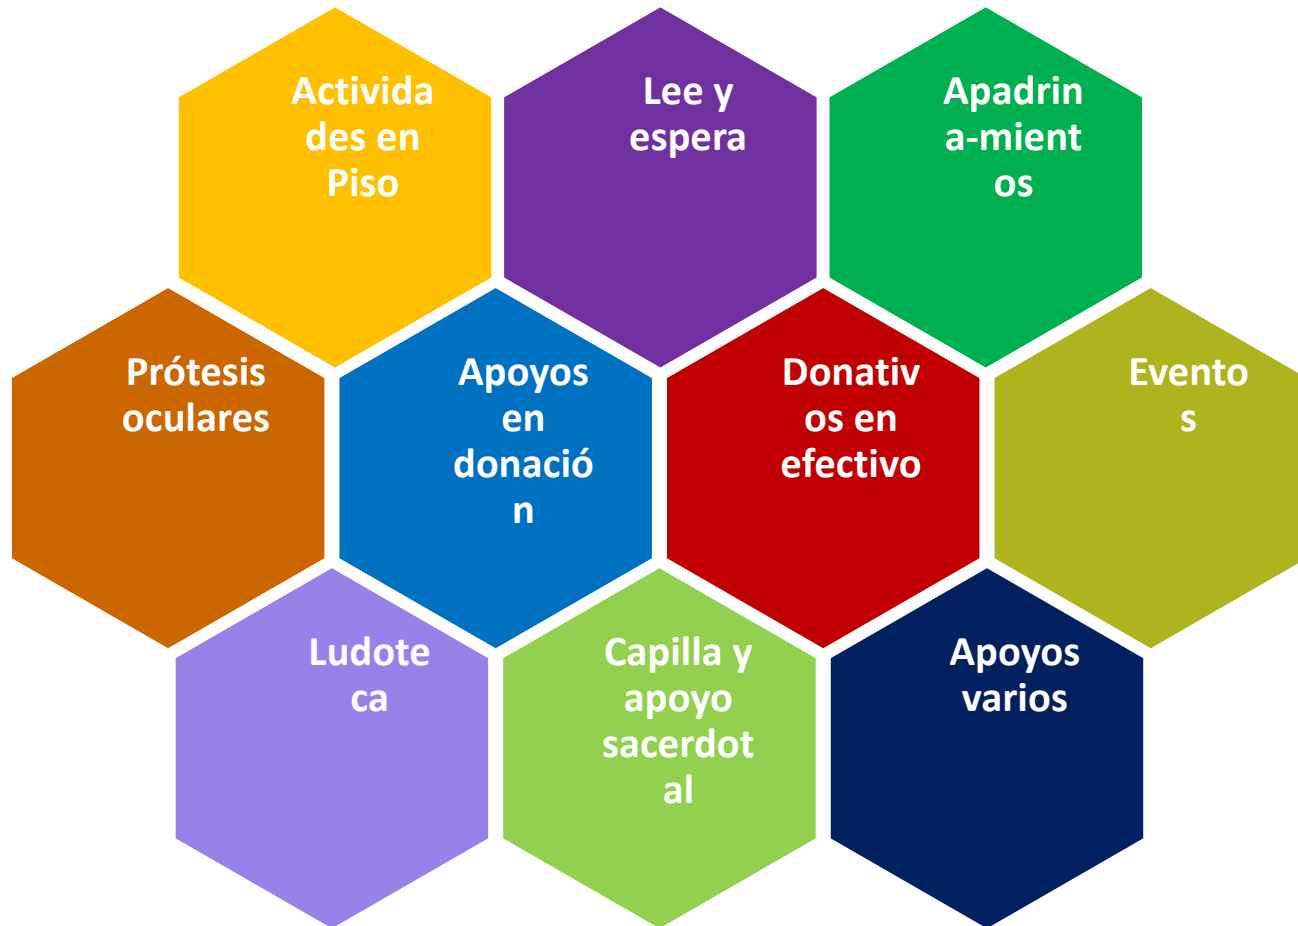 Activida
des en
Piso
Lee y
espera
Apadrin
a-mient
os
Prótesis
oculares
Apoyos
en
donació
n
Donativ
os en
efectivo
Evento
s
Ludote
ca
Capilla y
apoyo
sacerdot
al
Apoyos
varios